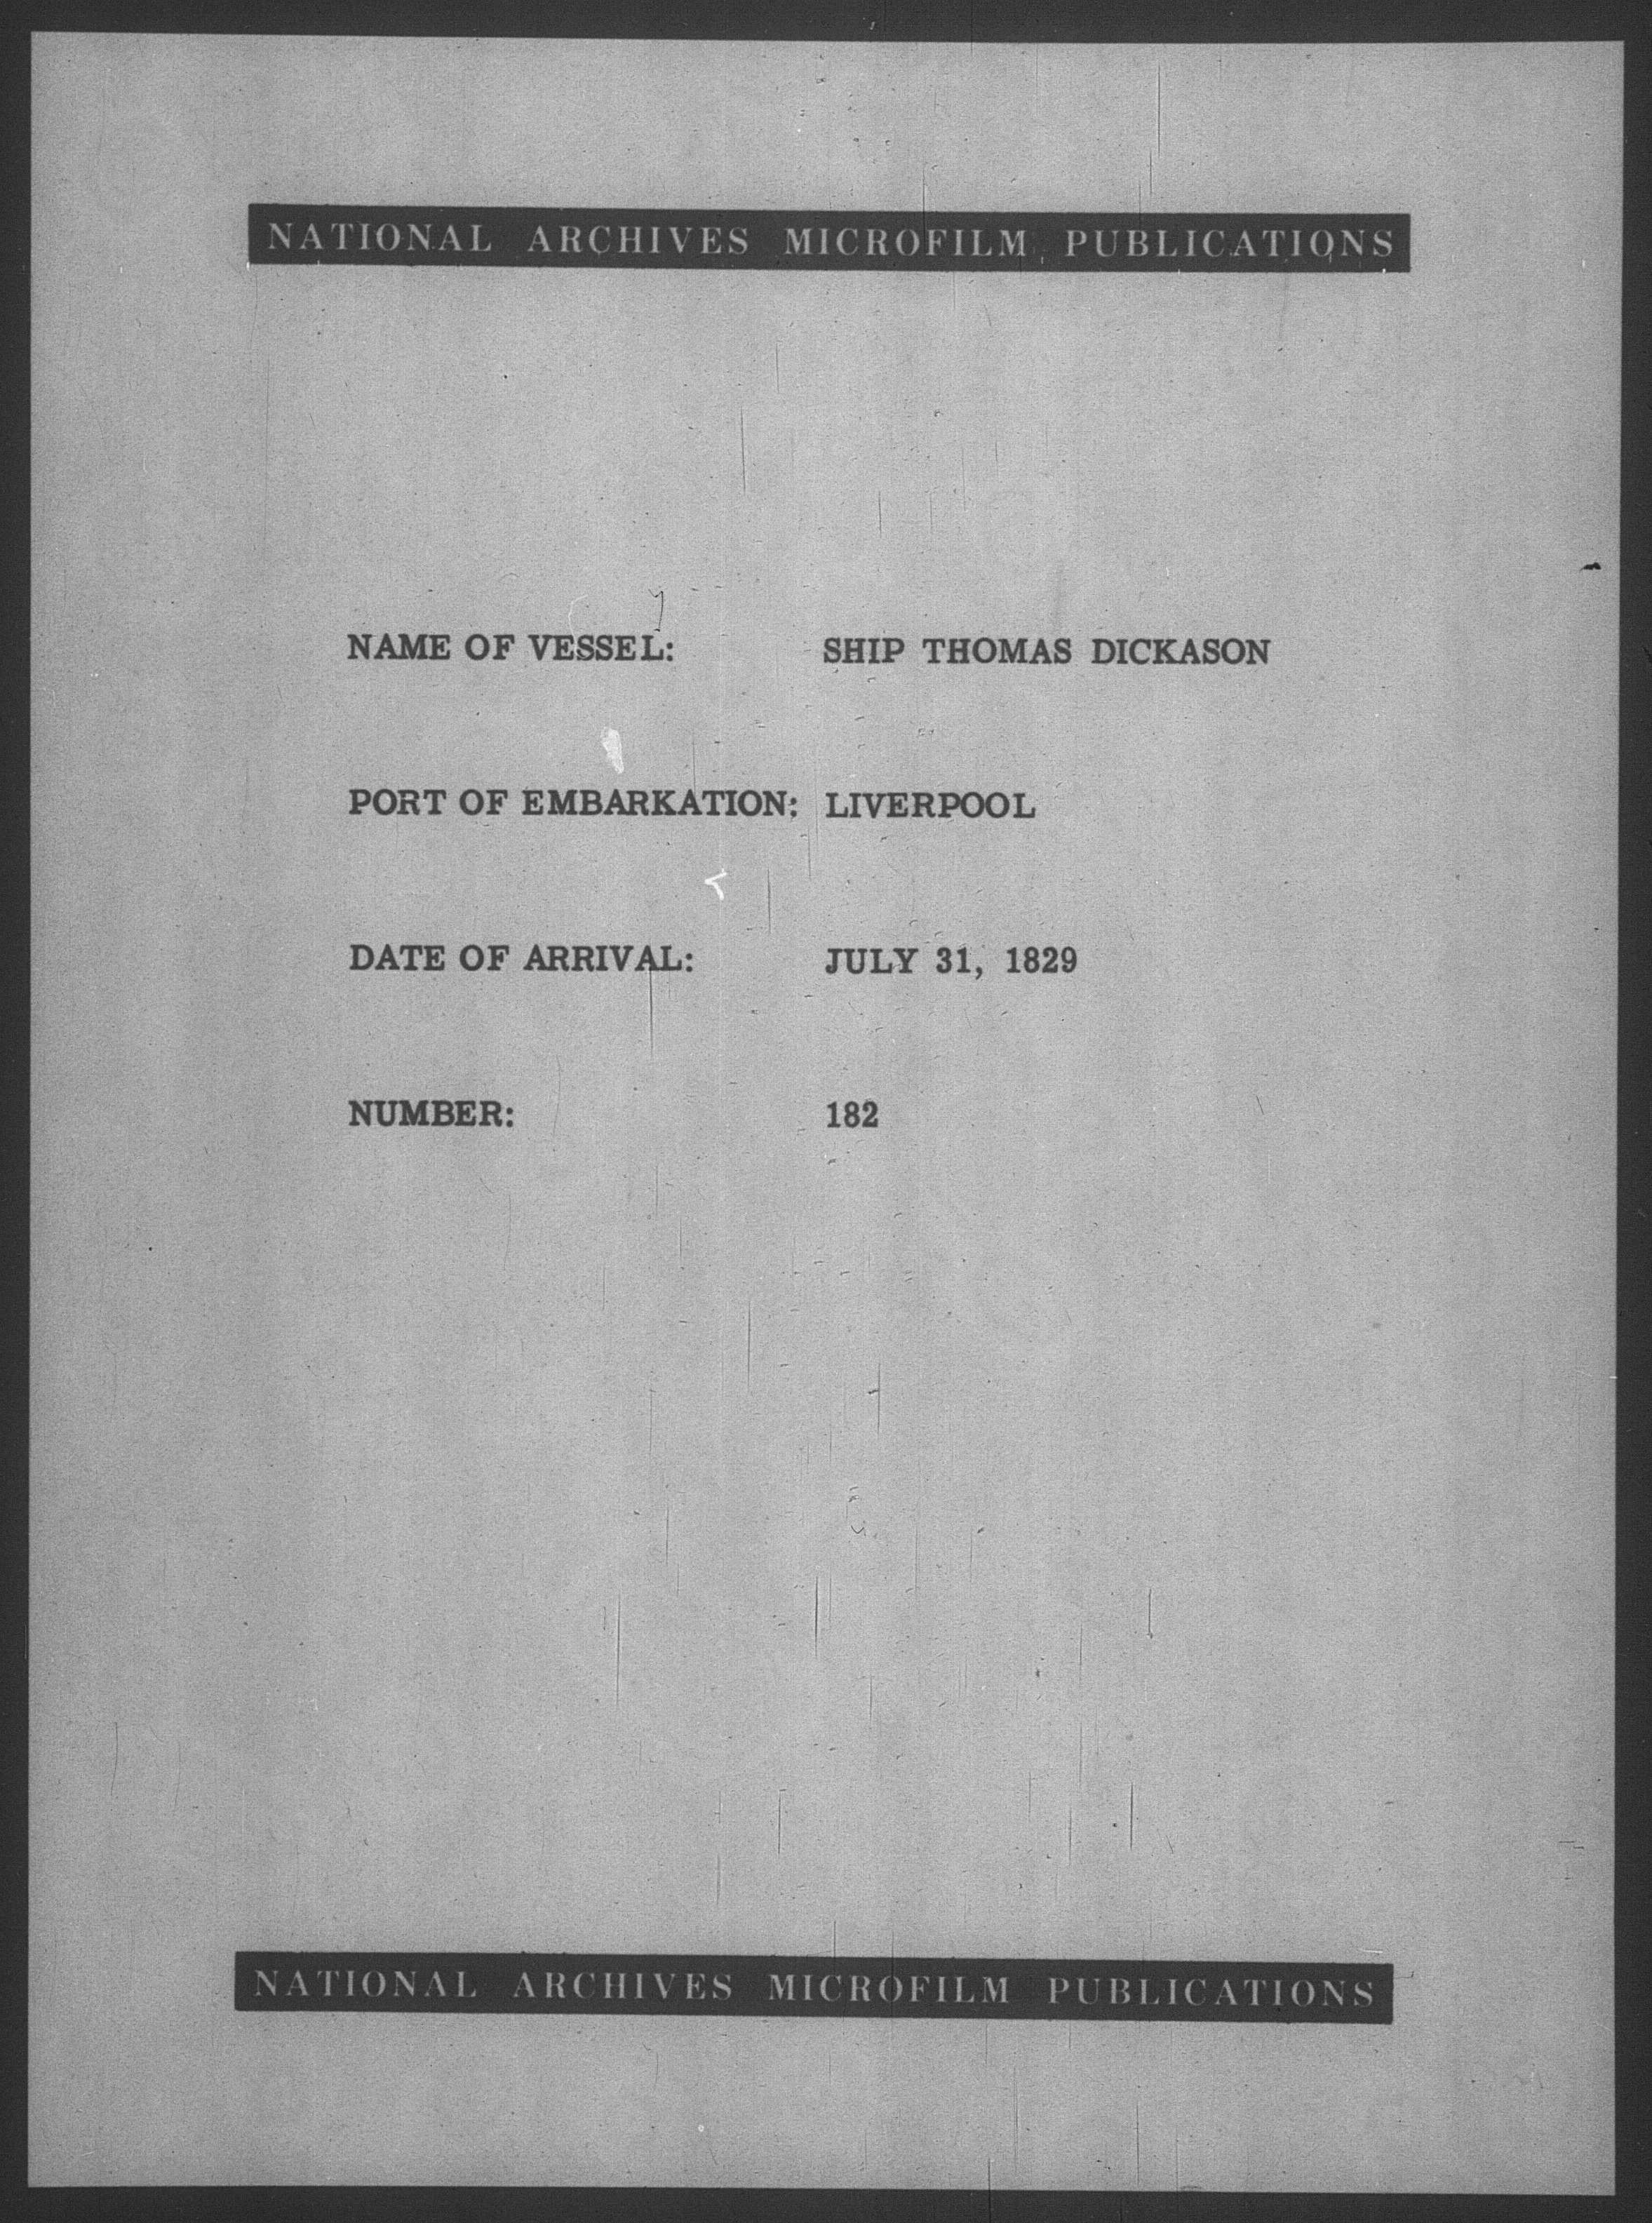 NATIONAL ARCHIVES MICROFILM PUBLICATIONS
NAME OF VESSEL: SHIP THOMAS DICKASON
PORT OF EMBARKATION: LIVERPOOL
DATE OF ARRIVAL: JULY 31, 1829
NUMBER: 182
NATIONAL ARCHIVES MICROFILM PUBLICATIONS